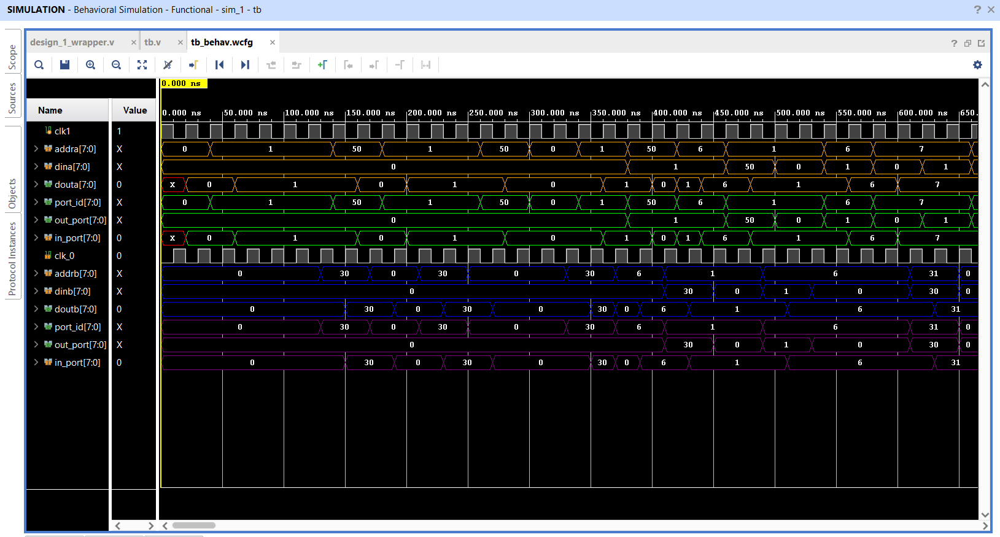 SIMULATION - Behavioral Simulation - Functional - sim_1 - tb
? ×
Scope
Sources
Objects
Protocol Instances
design_1_wrapper.v × tb.v × tb_behav.wcfg ×
?
0.000 ns
Name Value
0.000 ns 50.000 ns 100.000 ns 150.000 ns 200.000 ns 250.000 ns 300.000 ns 350.000 ns 400.000 ns 450.000 ns 500.000 ns 550.000 ns 600.000 ns 650.
clk1 1
addra[7:0] X 0 1 50 1 50 0 1 50 6 1 6 7
dina[7:0] X 0 1 50 0 1 0 1
douta[7:0] 0 X 0 1 0 1 0 1 0 1 6 1 6 7
port_id[7:0] X 0 1 50 1 50 0 1 50 6 1 6 7
out_port[7:0] X 0 1 50 0 1 0 1
in_port[7:0] 0 X 0 1 0 1 0 1 0 1 6 1 6 7
clk_0 0
addrb[7:0] X 0 30 0 30 0 30 6 1 6 31 0
dinb[7:0] X 0 30 0 1 0 30 0
doutb[7:0] 0 0 30 0 30 0 30 0 6 1 6 31
port_id[7:0] X 0 30 0 30 0 30 6 1 6 31 0
out_port[7:0] X 0 30 0 1 0 30 0
in_port[7:0] 0 0 30 0 30 0 30 0 6 1 6 31